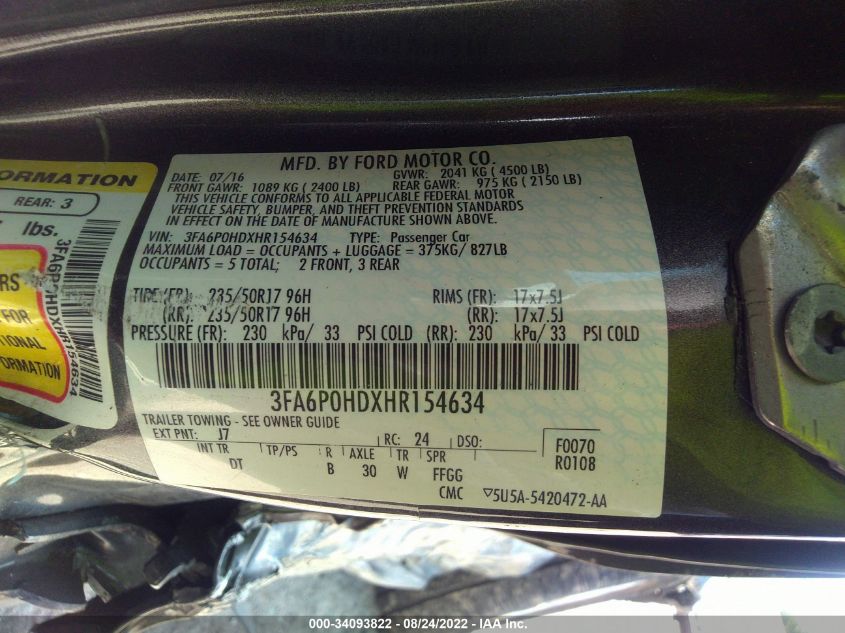 MFD. BY FORD MOTOR CO.
DATE: 07/16 GVWR: 2041 KG ( 4500 LB)
FRONT GAWR: 1089 KG ( 2400 LB) REAR GAWR: 975 KG ( 2150 LB)
THIS VEHICLE CONFORMS TO ALL APPLICABLE FEDERAL MOTOR
VEHICLE SAFETY, BUMPER, AND THEFT PREVENTION STANDARDS
IN EFFECT ON THE DATE OF MANUFACTURE SHOWN ABOVE.
VIN: 3FA6P0HDXHR154634 TYPE: Passenger Car
MAXIMUM LOAD = OCCUPANTS + LUGGAGE = 375KG/ 827LB
OCCUPANTS = 5 TOTAL; 2 FRONT, 3 REAR
TIRE(FR): 235/50R17 96H RIMS (FR): 17x7.5J
(RR): 235/50R17 96H (RR): 17x7.5J
PRESSURE (FR): 230 kPa/ 33 PSI COLD (RR): 230 kPa/ 33 PSI COLD
3FA6P0HDXHR154634
TRAILER TOWING - SEE OWNER GUIDE
EXT PNT: J7 RC: 24 DSO: F0070
INT TR TP/PS R AXLE TR SPR R0108
DT B 30 W FFGG
CMC ▽5U5A-5420472-AA
ORMATION
REAR: 3
lbs.
3FA6P0HDXHR154634
RS
FOR
TIONAL
FORMATION
000-34093822 - 08/24/2022 - IAA Inc.